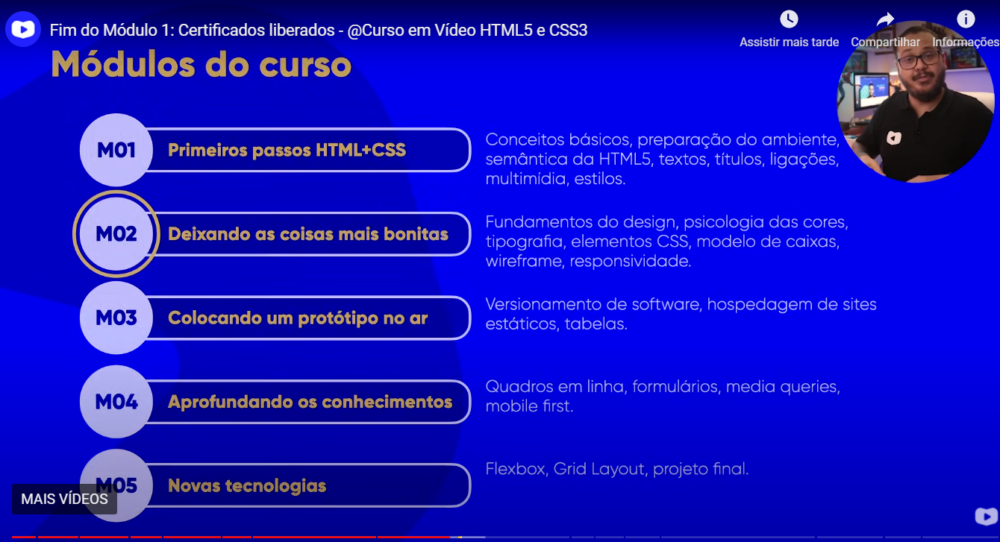 Fim do Módulo 1: Certificados liberados - @Curso em Vídeo HTML5 e CSS3
Assistir mais tarde
Compartilhar
Informações
Módulos do curso
M01
Primeiros passos HTML+CSS
Conceitos básicos, preparação do ambiente,
semântica da HTML5, textos, títulos, ligações,
multimídia, estilos.
M02
Deixando as coisas mais bonitas
Fundamentos do design, psicologia das cores,
tipografia, elementos CSS, modelo de caixas,
wireframe, responsividade.
M03
Colocando um protótipo no ar
Versionamento de software, hospedagem de sites
estáticos, tabelas.
M04
Aprofundando os conhecimentos
Quadros em linha, formulários, media queries,
mobile first.
M05
Novas tecnologias
Flexbox, Grid Layout, projeto final.
MAIS VÍDEOS